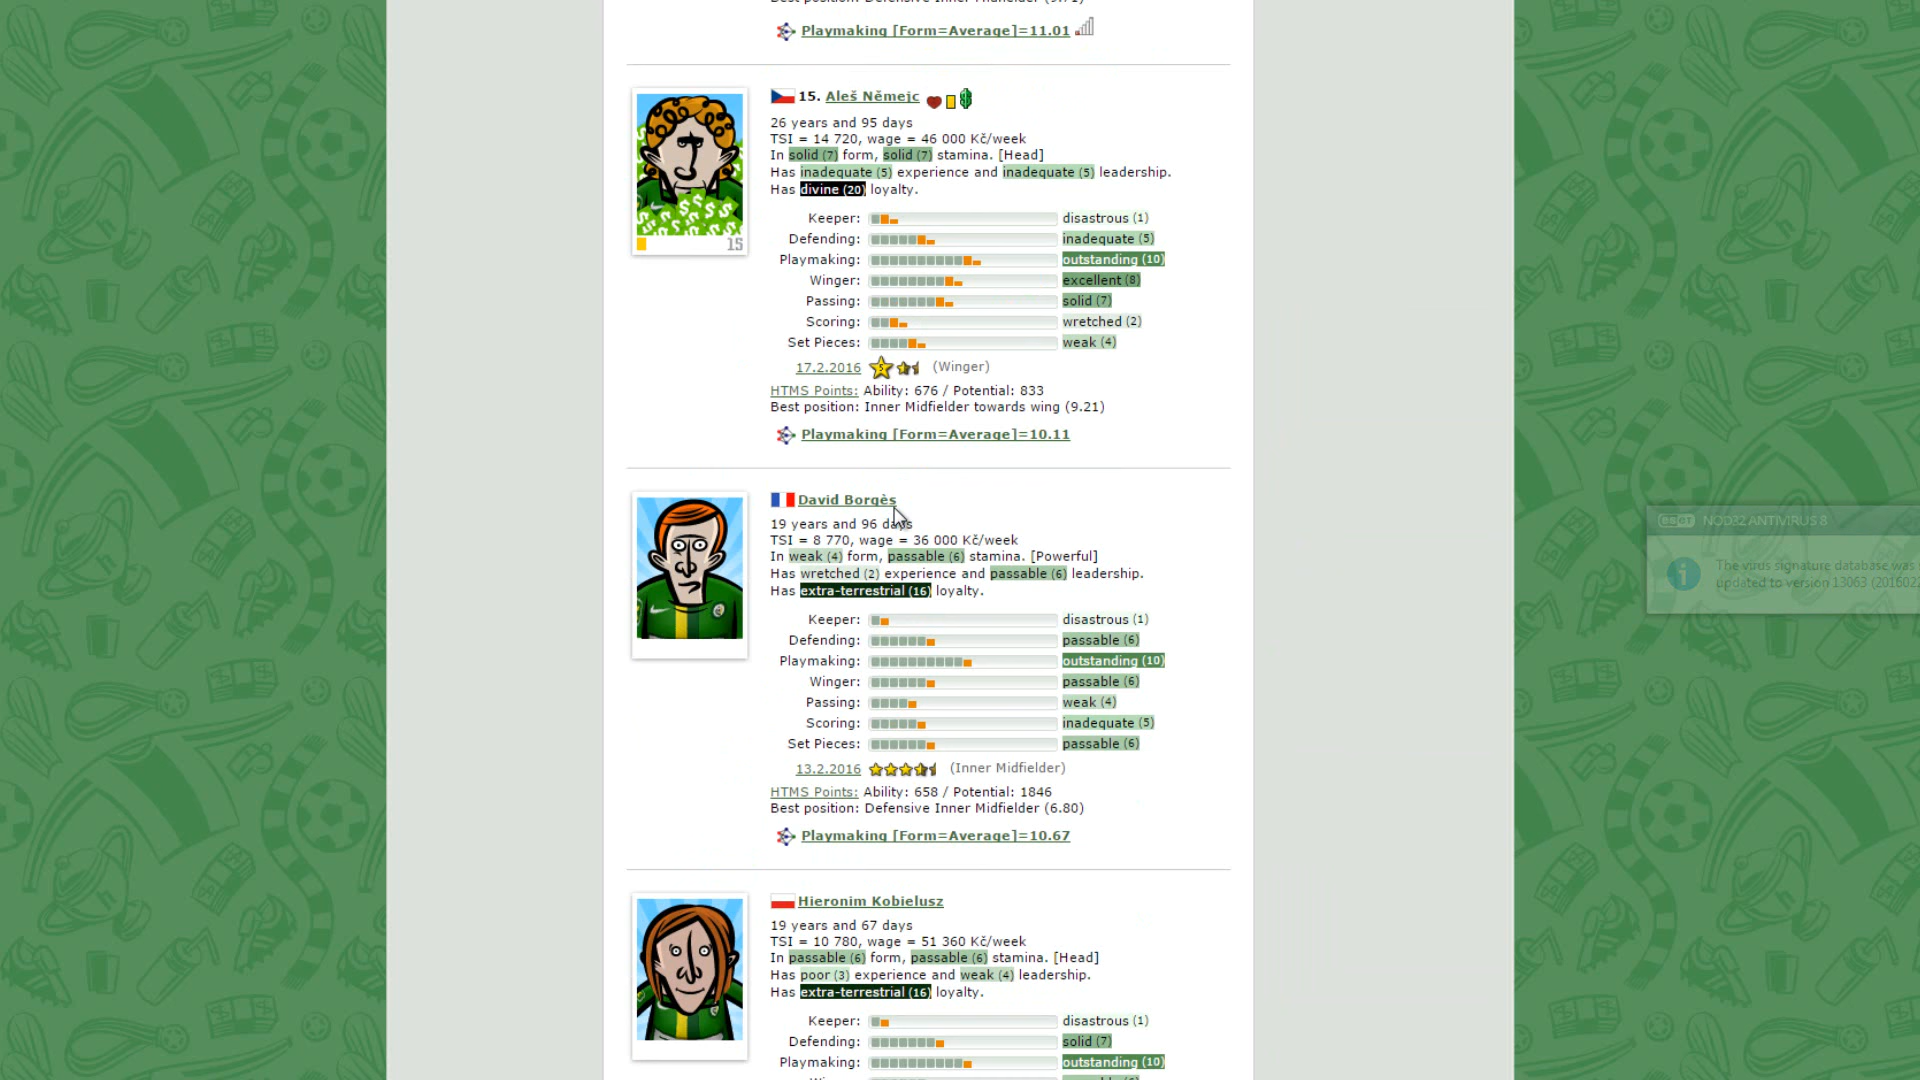 Playmaking [Form=Average]=11.01
15. Aleš Němejc
26 years and 95 days
TSI = 14 720, wage = 46 000 Kč/week
In solid (7) form, solid (7) stamina. [Head]
Has inadequate (5) experience and inadequate (5) leadership.
Has divine (20) loyalty.
15
Keeper: disastrous (1)
Defending: inadequate (5)
Playmaking: outstanding (10)
Winger: excellent (8)
Passing: solid (7)
Scoring: wretched (2)
Set Pieces: weak (4)
17.2.2016 5 (Winger)
HTMS Points: Ability: 676 / Potential: 833
Best position: Inner Midfielder towards wing (9.21)
Playmaking [Form=Average]=10.11
David Borgès
19 years and 96 days
TSI = 8 770, wage = 36 000 Kč/week
In weak (4) form, passable (6) stamina. [Powerful]
Has wretched (2) experience and passable (6) leadership.
Has extra-terrestrial (16) loyalty.
Keeper: disastrous (1)
Defending: passable (6)
Playmaking: outstanding (10)
Winger: passable (6)
Passing: weak (4)
Scoring: inadequate (5)
Set Pieces: passable (6)
13.2.2016 (Inner Midfielder)
HTMS Points: Ability: 658 / Potential: 1846
Best position: Defensive Inner Midfielder (6.80)
Playmaking [Form=Average]=10.67
Hieronim Kobielusz
19 years and 67 days
TSI = 10 780, wage = 51 360 Kč/week
In passable (6) form, passable (6) stamina. [Head]
Has poor (3) experience and weak (4) leadership.
Has extra-terrestrial (16) loyalty.
Keeper: disastrous (1)
Defending: solid (7)
Playmaking: outstanding (10)
eset NOD32 ANTIVIRUS 8
The virus signature database was
updated to version 13063